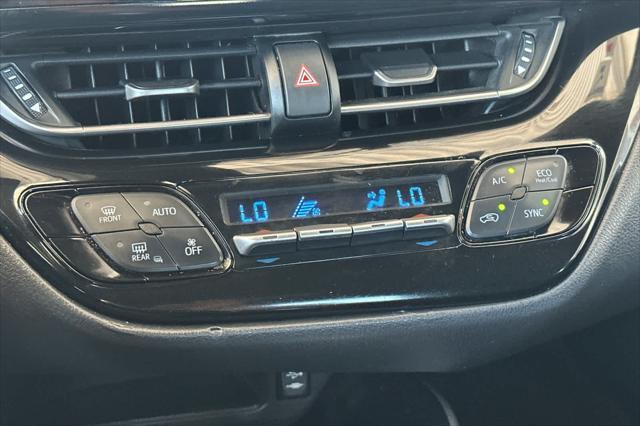 FRONT
AUTO
REAR
OFF
LO
LO
A/C
ECO
Heat/Cool
SYNC